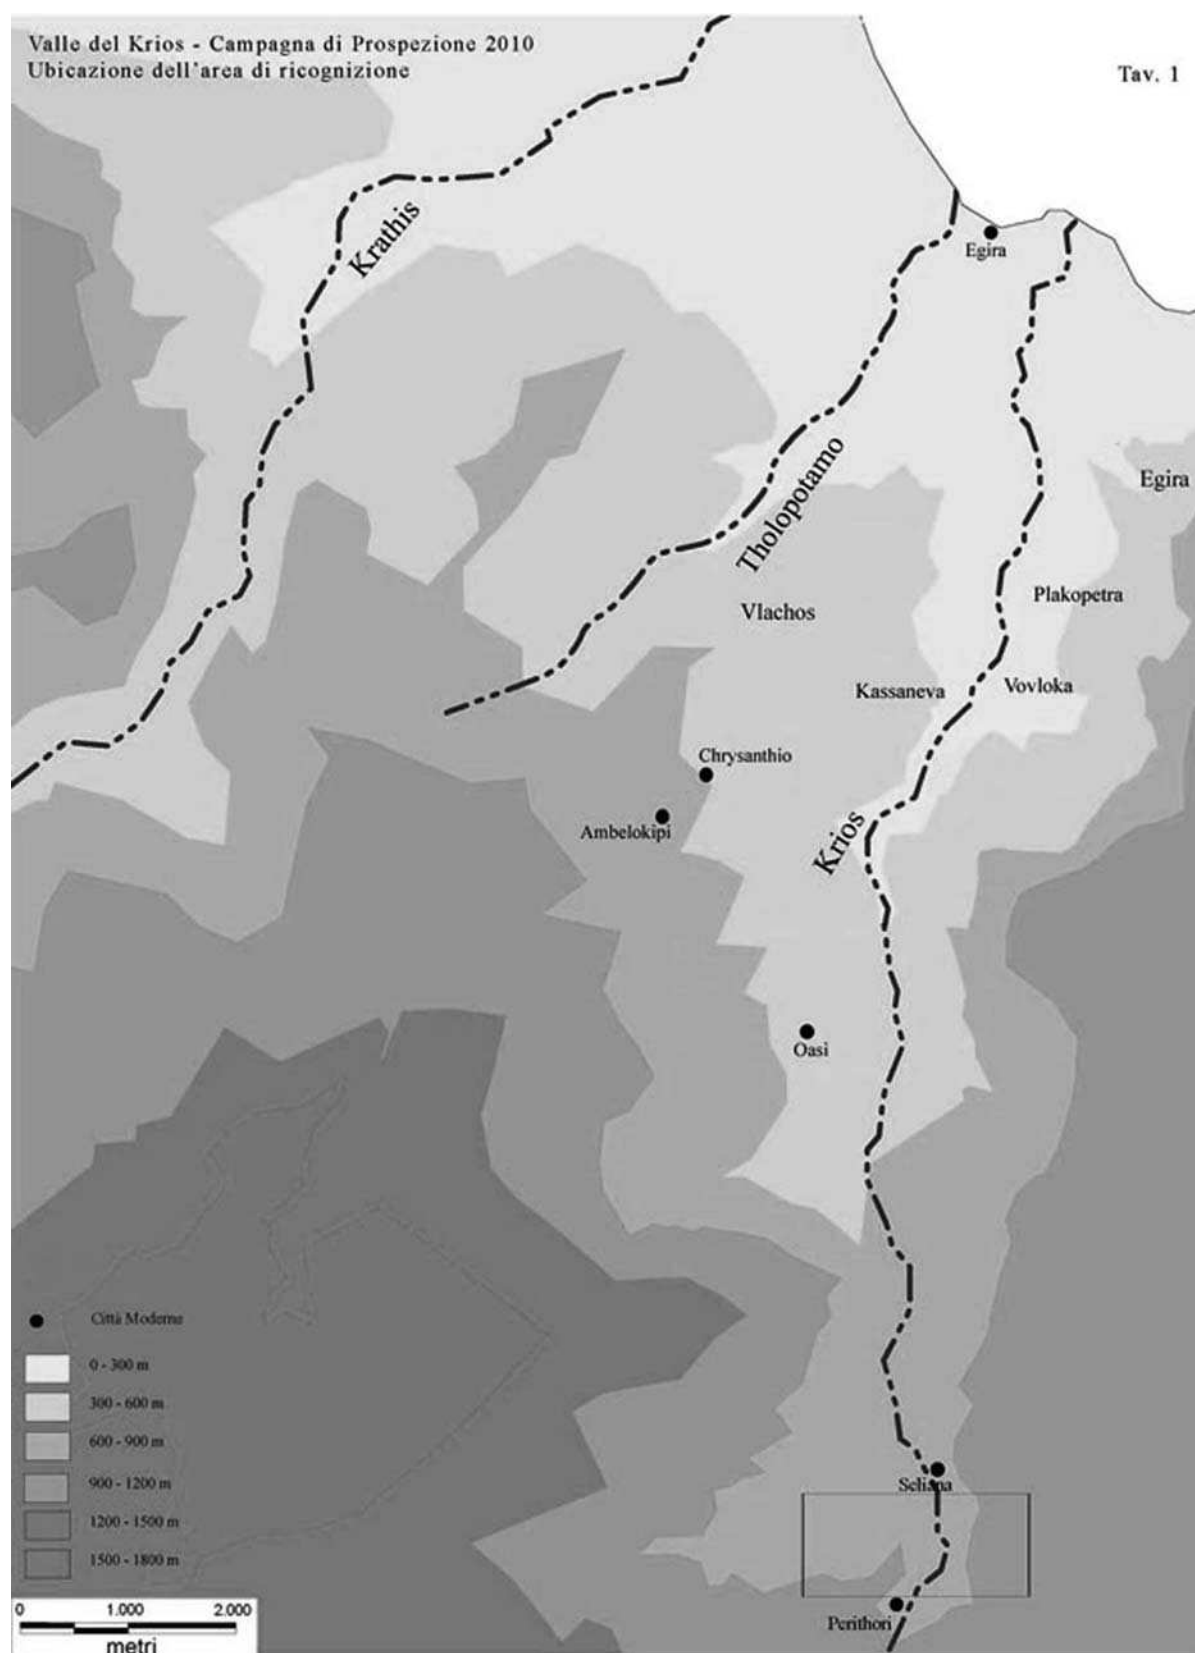 Valle del Krios - Campagna di Prospezione 2010
Ubicazione dell'area di ricognizione
Tav. 1
Krathis
Egira
Tholopotamo
Egira
Plakopetra
Vlachos
Kassaneva
Vovloka
Chrysanthio
Ambelokipi
Krios
Oasi
Città Moderne
0 - 300 m
300 - 600 m
600 - 900 m
900 - 1200 m
1200 - 1500 m
1500 - 1800 m
Seliana
Perithori
0 1.000 2.000
metri